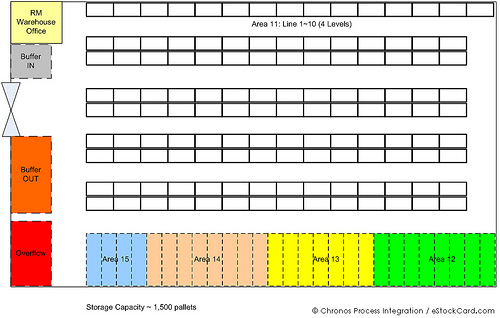 RM
Warehouse
Office
Area 11: Line 1~10 (4 Levels)
Buffer
IN
Buffer
OUT
Overflow
Area 15
Area 14
Area 13
Area 12
Storage Capacity ~ 1,500 pallets
© Chronos Process Integration / eStockCard.com